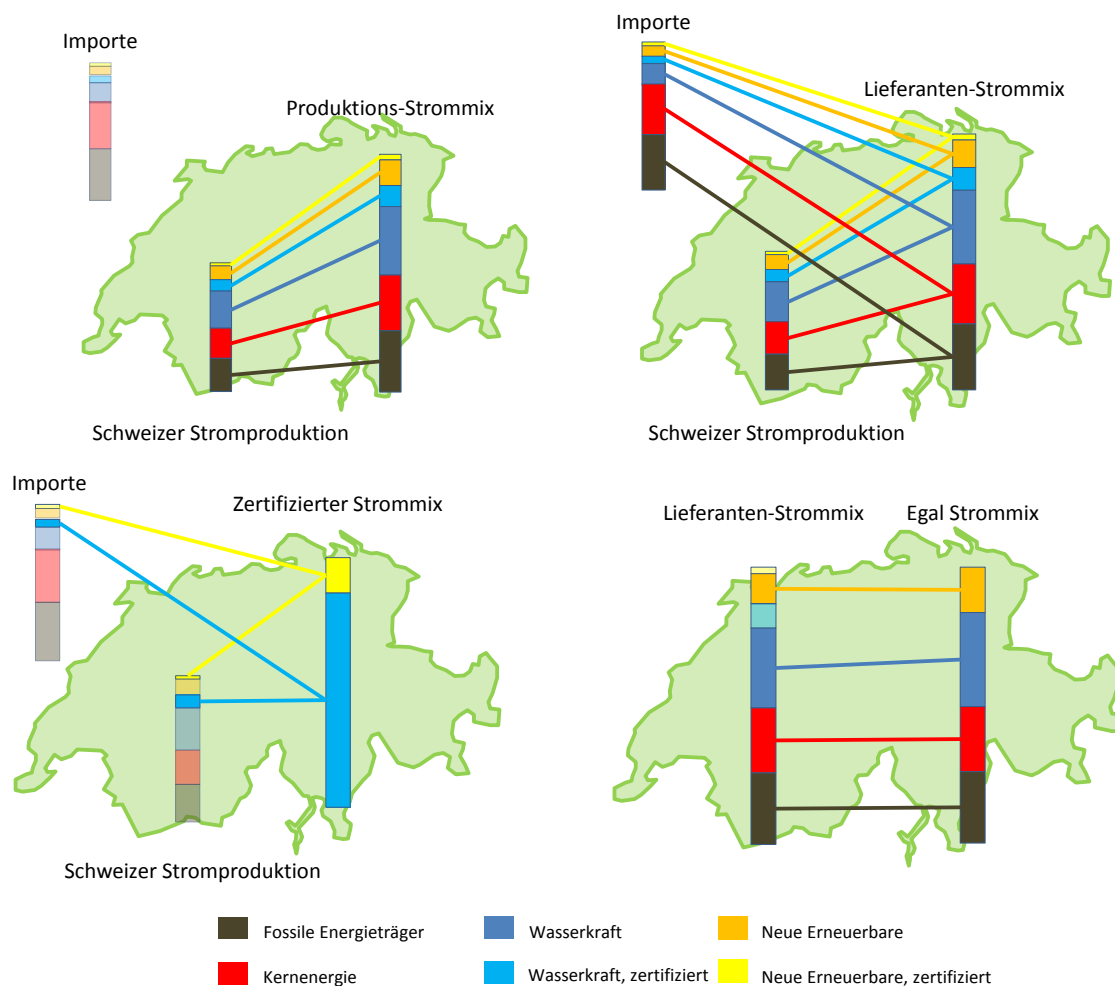 Importe
Produktions-Strommix
Schweizer Stromproduktion
Importe
Lieferanten-Strommix
Schweizer Stromproduktion
Importe
Zertifizierter Strommix
Schweizer Stromproduktion
Lieferanten-Strommix
Egal Strommix
Fossile Energieträger
Wasserkraft
Neue Erneuerbare
Kernenergie
Wasserkraft, zertifiziert
Neue Erneuerbare, zertifiziert